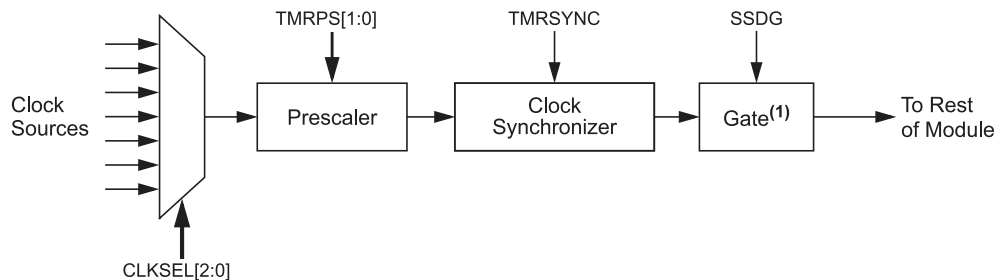 TMRPS[1:0]
TMRSYNC
SSDG
Clock
Sources
Prescaler
Clock
Synchronizer
Gate(1)
To Rest
of Module
CLKSEL[2:0]